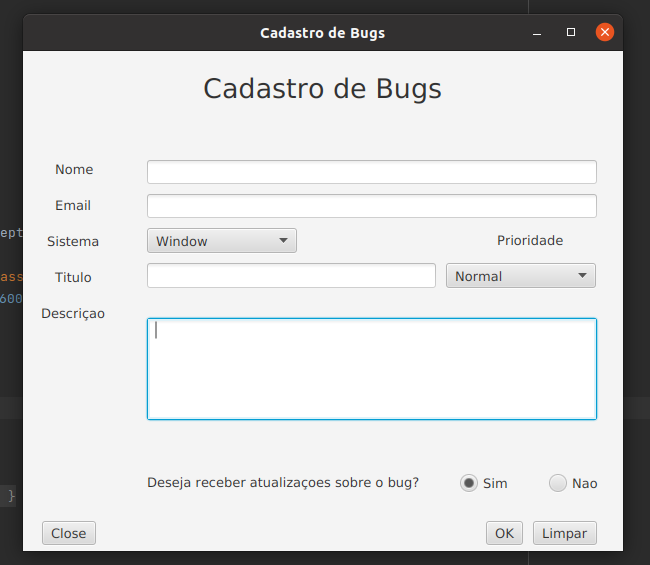 Cadastro de Bugs
Cadastro de Bugs
Nome
Email
Sistema Window Prioridade
Titulo Normal
Descriçao
Deseja receber atualizaçoes sobre o bug? Sim Nao
Close OK Limpar
ept
ass
600
}